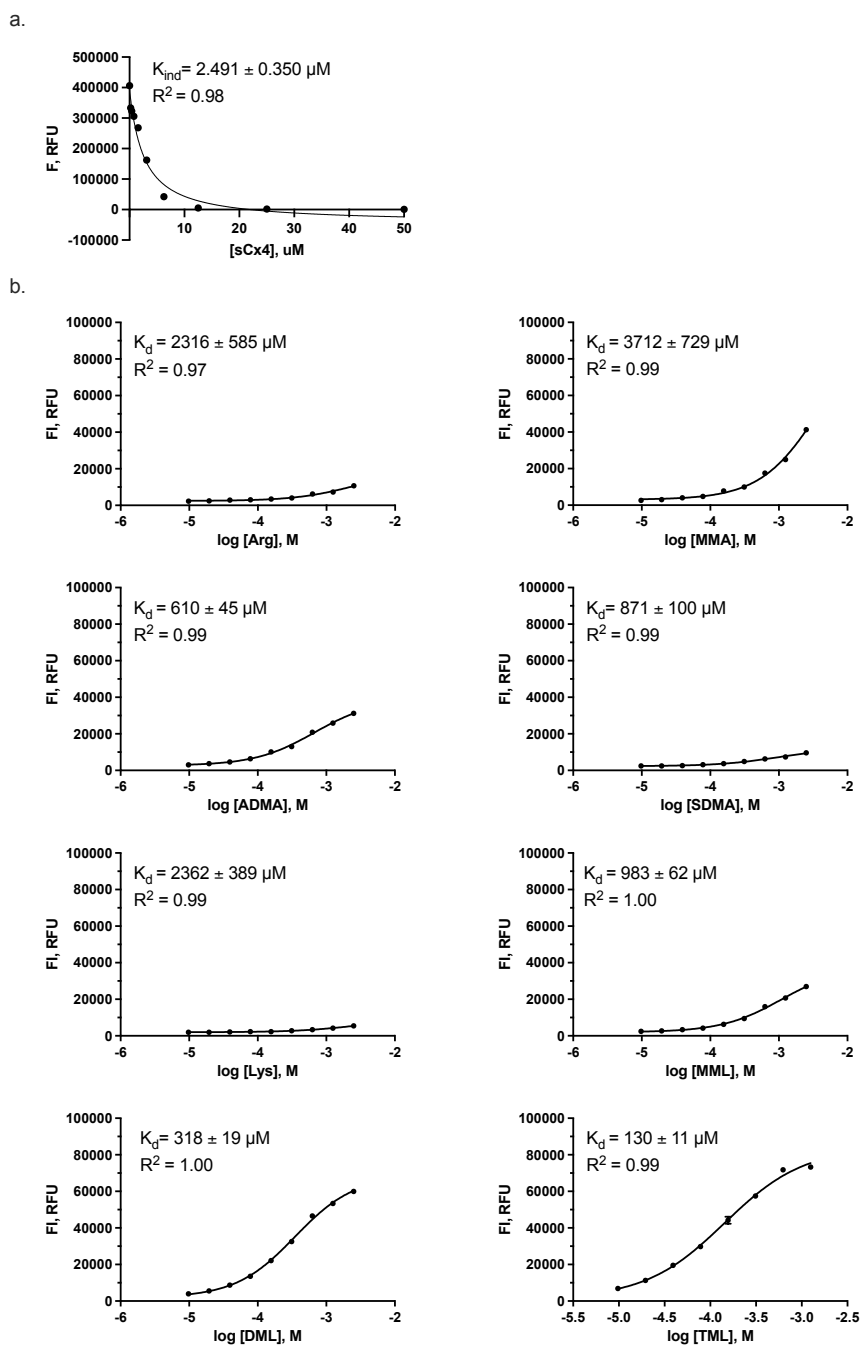 a.
K_ind= 2.491 ± 0.350 µM
R² = 0.98
F, RFU
500000
400000
300000
200000
100000
0
-100000
10 20 30 40 50
[sCx4], uM
b.
K_d = 2316 ± 585 µM
R² = 0.97
FI, RFU
100000
80000
60000
40000
20000
0
-6 -5 -4 -3 -2
log [Arg], M
K_d = 3712 ± 729 µM
R² = 0.99
FI, RFU
100000
80000
60000
40000
20000
0
-6 -5 -4 -3 -2
log [MMA], M
K_d = 610 ± 45 µM
R² = 0.99
FI, RFU
100000
80000
60000
40000
20000
0
-6 -5 -4 -3 -2
log [ADMA], M
K_d= 871 ± 100 µM
R² = 0.99
FI, RFU
100000
80000
60000
40000
20000
0
-6 -5 -4 -3 -2
log [SDMA], M
K_d = 2362 ± 389 µM
R² = 0.99
FI, RFU
100000
80000
60000
40000
20000
0
-6 -5 -4 -3 -2
log [Lys], M
K_d = 983 ± 62 µM
R² = 1.00
FI, RFU
100000
80000
60000
40000
20000
0
-6 -5 -4 -3 -2
log [MML], M
K_d= 318 ± 19 µM
R² = 1.00
FI, RFU
100000
80000
60000
40000
20000
0
-6 -5 -4 -3 -2
log [DML], M
K_d = 130 ± 11 µM
R² = 0.99
FI, RFU
100000
80000
60000
40000
20000
0
-5.5 -5.0 -4.5 -4.0 -3.5 -3.0 -2.5
log [TML], M